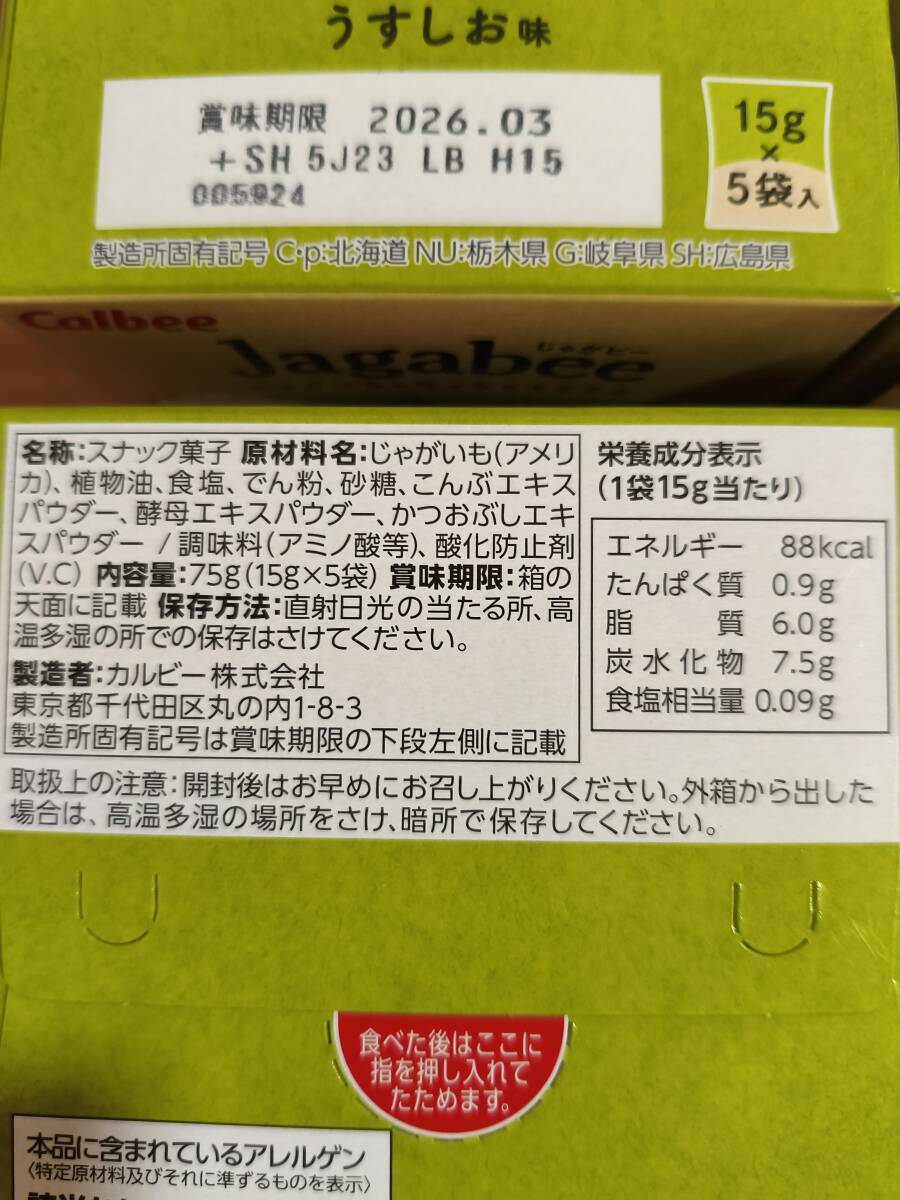 うすしお味
賞味期限 2026.03
+SH 5J23 LB H15
005924
15g
×
5袋入
製造所固有記号 C・p:北海道 NU:栃木県 G:岐阜県 SH:広島県
Calbee
じゃがビー
Jagabee
名称:スナック菓子 原材料名:じゃがいも(アメリ
カ)、植物油、食塩、でん粉、砂糖、こんぶエキス
パウダー、酵母エキスパウダー、かつおぶしエキ
スパウダー / 調味料(アミノ酸等)、酸化防止剤
(V.C) 内容量:75g(15g×5袋) 賞味期限:箱の
天面に記載 保存方法:直射日光の当たる所、高
温多湿の所での保存はさけてください。
製造者:カルビー株式会社
東京都千代田区丸の内1-8-3
製造所固有記号は賞味期限の下段左側に記載
栄養成分表示
(1袋15g当たり)
エネルギー 88kcal
たんぱく質 0.9g
脂質 6.0g
炭水化物 7.5g
食塩相当量 0.09g
取扱上の注意:開封後はお早めにお召し上がりください。外箱から出した
場合は、高温多湿の場所をさけ、暗所で保存してください。
食べた後はここに
指を押し入れて
たためます。
本品に含まれているアレルゲン
〈特定原材料及びそれに準ずるものを表示〉